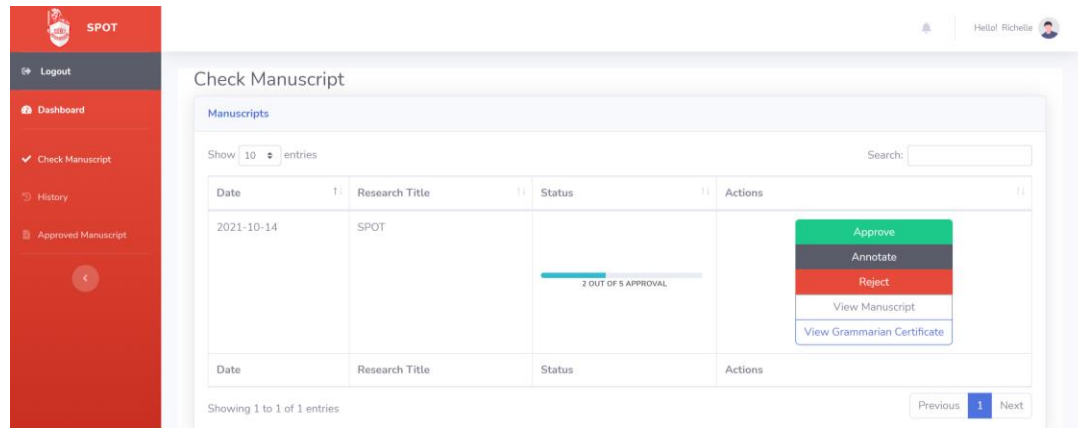 SPOT
Hello! Richelle
Logout
Dashboard
Check Manuscript
History
Approved Manuscript
Check Manuscript
Manuscripts
Show 10 entries
Search:
Date Research Title Status Actions
2021-10-14 SPOT
2 OUT OF 5 APPROVAL
Approve
Annotate
Reject
View Manuscript
View Grammarian Certificate
Date Research Title Status Actions
Showing 1 to 1 of 1 entries
Previous 1 Next